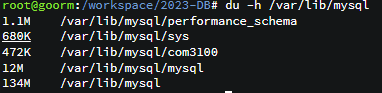 root@goorm:/workspace/2023-DB# du -h /var/lib/mysql
1.1M /var/lib/mysql/performance_schema
680K /var/lib/mysql/sys
472K /var/lib/mysql/com3100
12M /var/lib/mysql/mysql
134M /var/lib/mysql